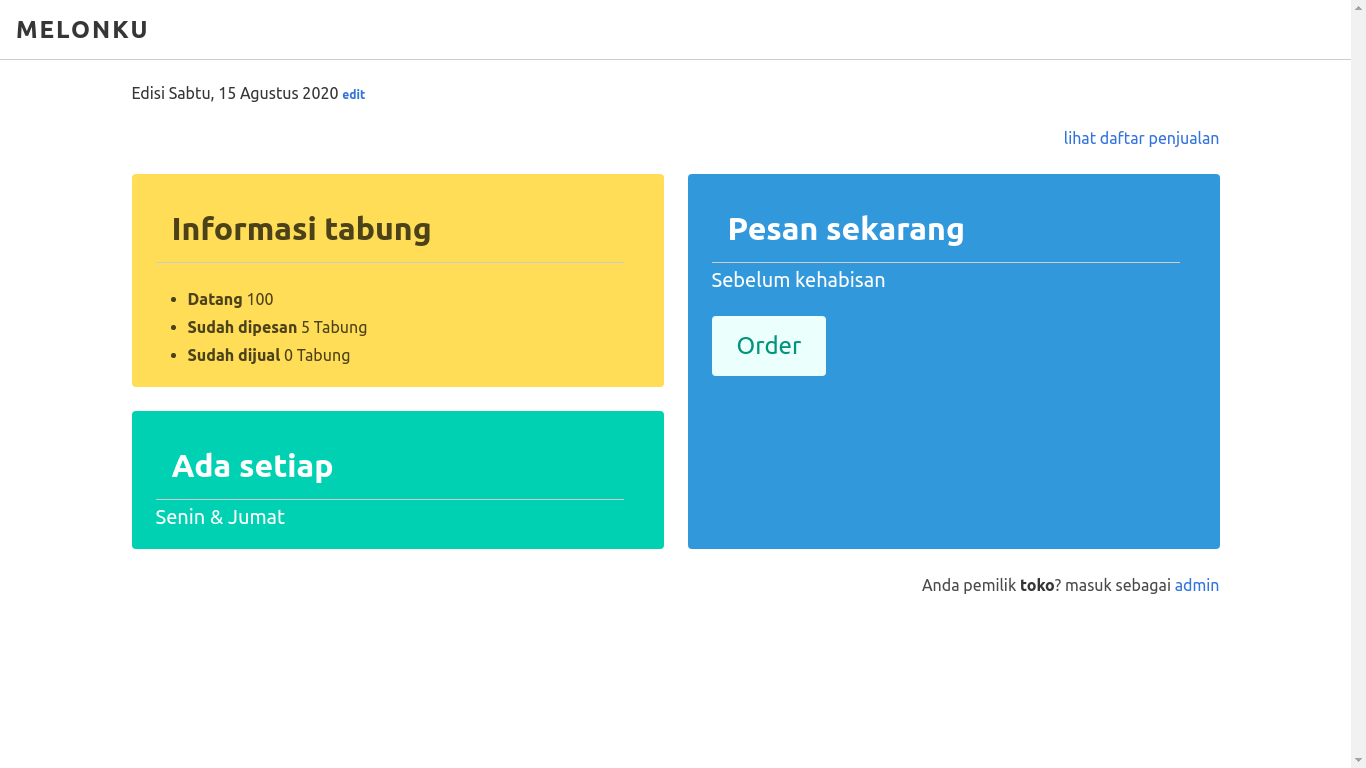 MELONKU
Edisi Sabtu, 15 Agustus 2020 edit
lihat daftar penjualan
Informasi tabung
Datang 100
Sudah dipesan 5 Tabung
Sudah dijual 0 Tabung
Ada setiap
Senin & Jumat
Pesan sekarang
Sebelum kehabisan
Order
Anda pemilik toko? masuk sebagai admin